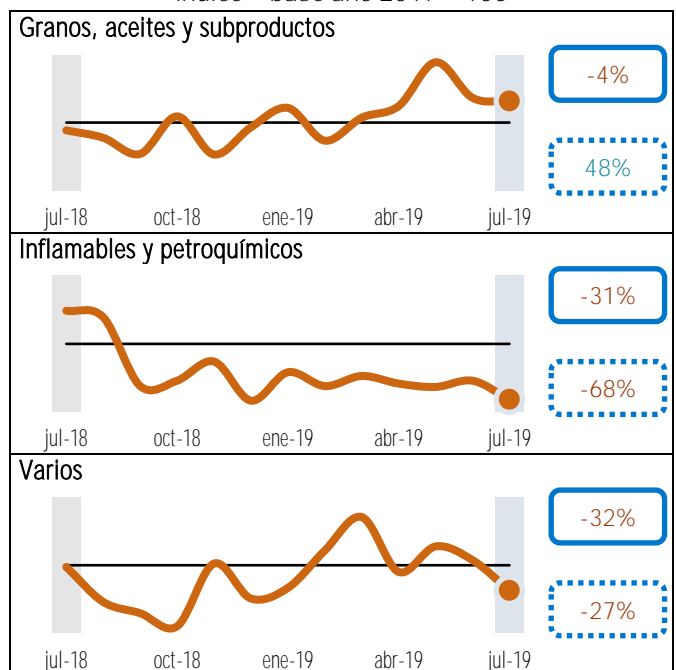 Granos, aceites y subproductos
-4%
48%
jul-18 oct-18 ene-19 abr-19 jul-19
Inflamables y petroquímicos
-31%
-68%
jul-18 oct-18 ene-19 abr-19 jul-19
Varios
-32%
-27%
jul-18 oct-18 ene-19 abr-19 jul-19